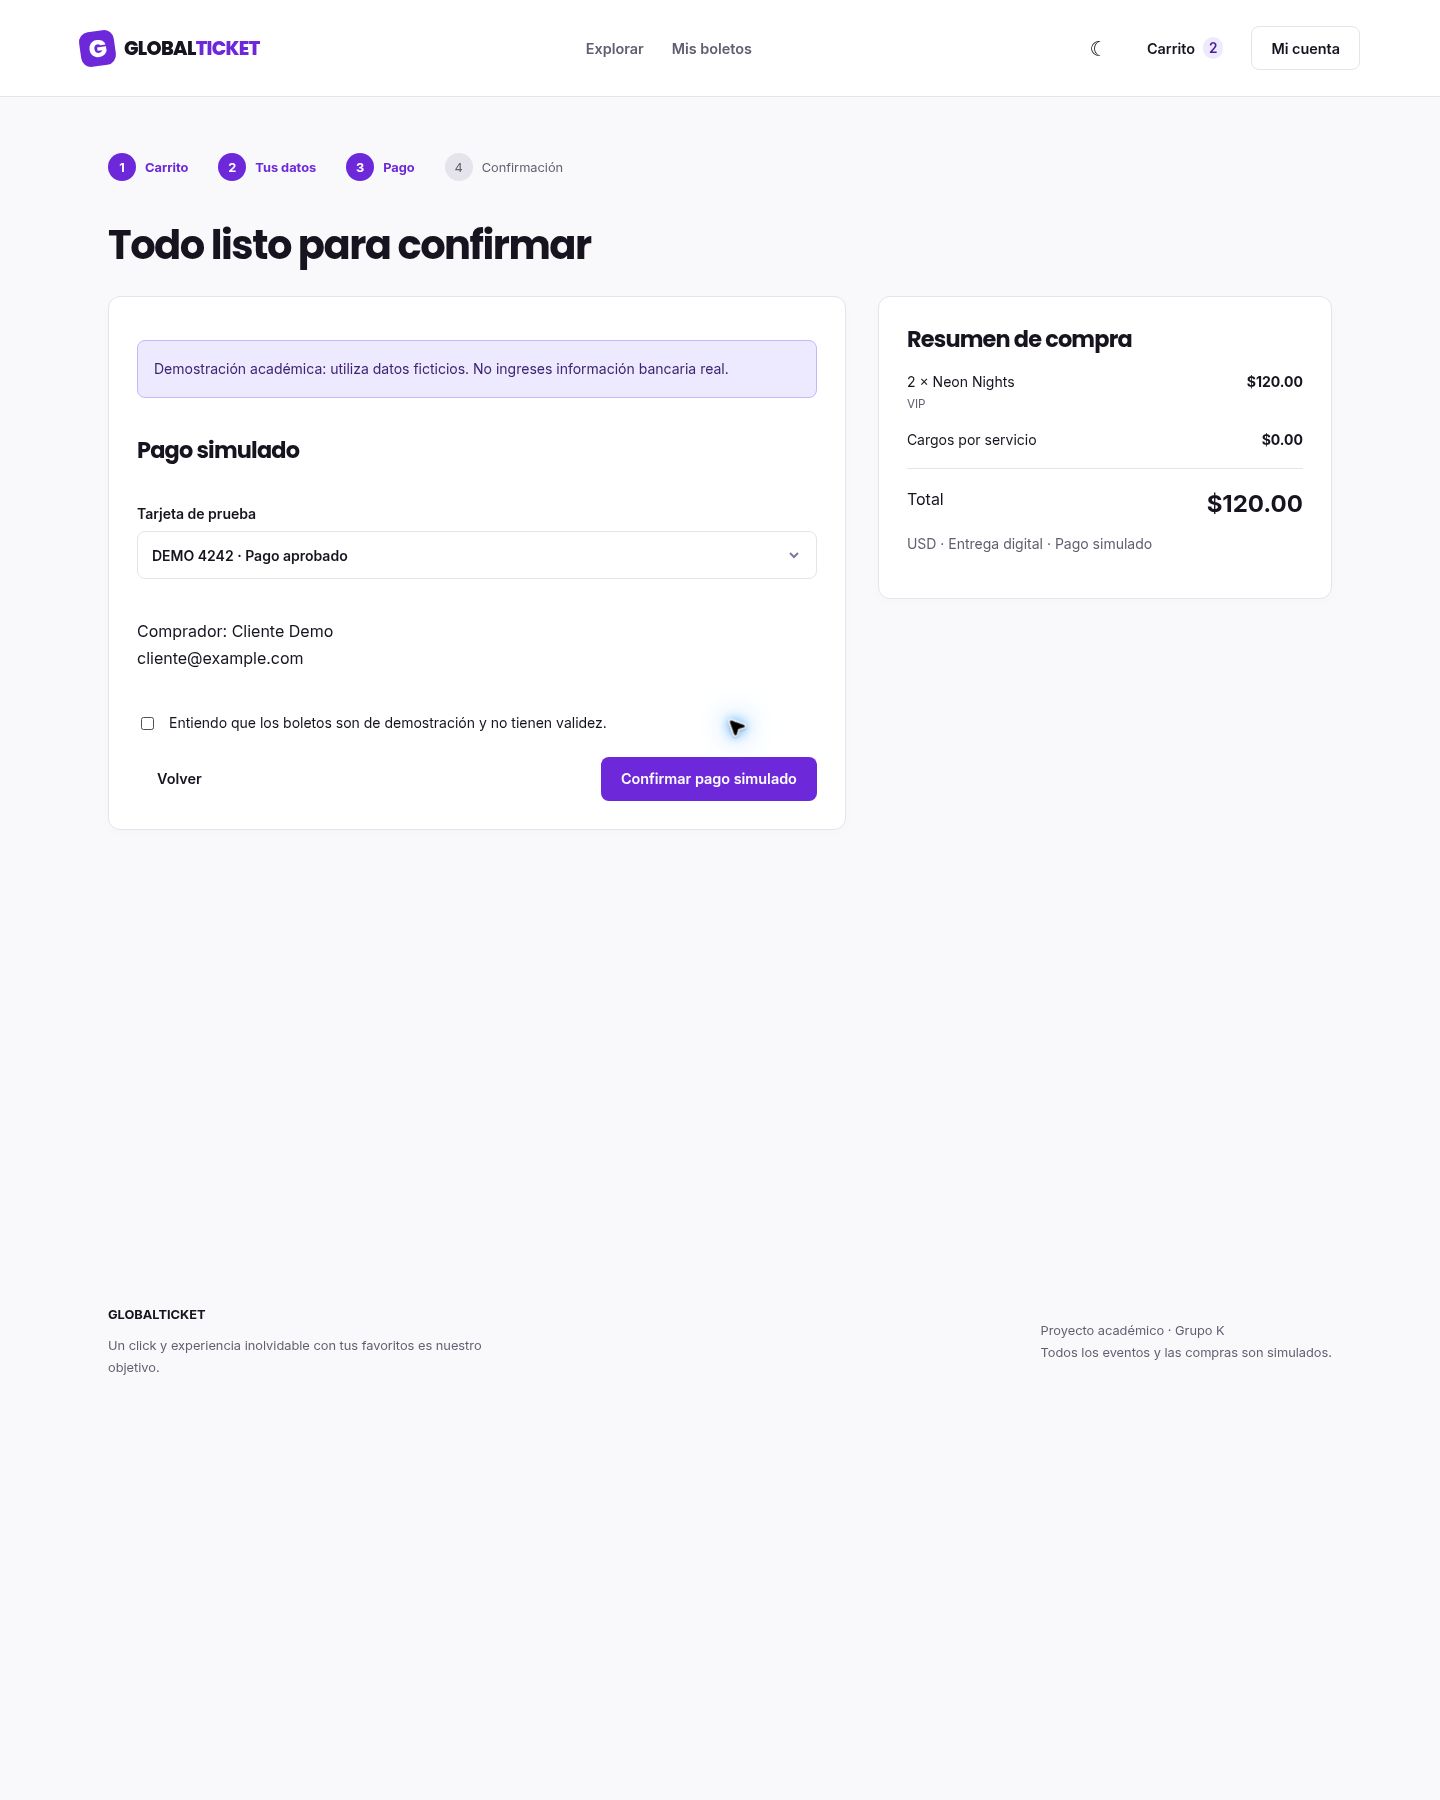 G GLOBALTICKET
Explorar Mis boletos
☾ Carrito 2 Mi cuenta
1 Carrito 2 Tus datos 3 Pago 4 Confirmación
Todo listo para confirmar
Demostración académica: utiliza datos ficticios. No ingreses información bancaria real.
Pago simulado
Tarjeta de prueba
DEMO 4242 · Pago aprobado
Comprador: Cliente Demo
cliente@example.com
Entiendo que los boletos son de demostración y no tienen validez.
Volver Confirmar pago simulado
Resumen de compra
2 × Neon Nights $120.00
VIP
Cargos por servicio $0.00
Total $120.00
USD · Entrega digital · Pago simulado
GLOBALTICKET
Un click y experiencia inolvidable con tus favoritos es nuestro
objetivo.
Proyecto académico · Grupo K
Todos los eventos y las compras son simulados.